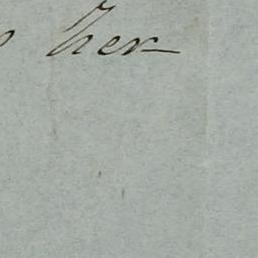 her —